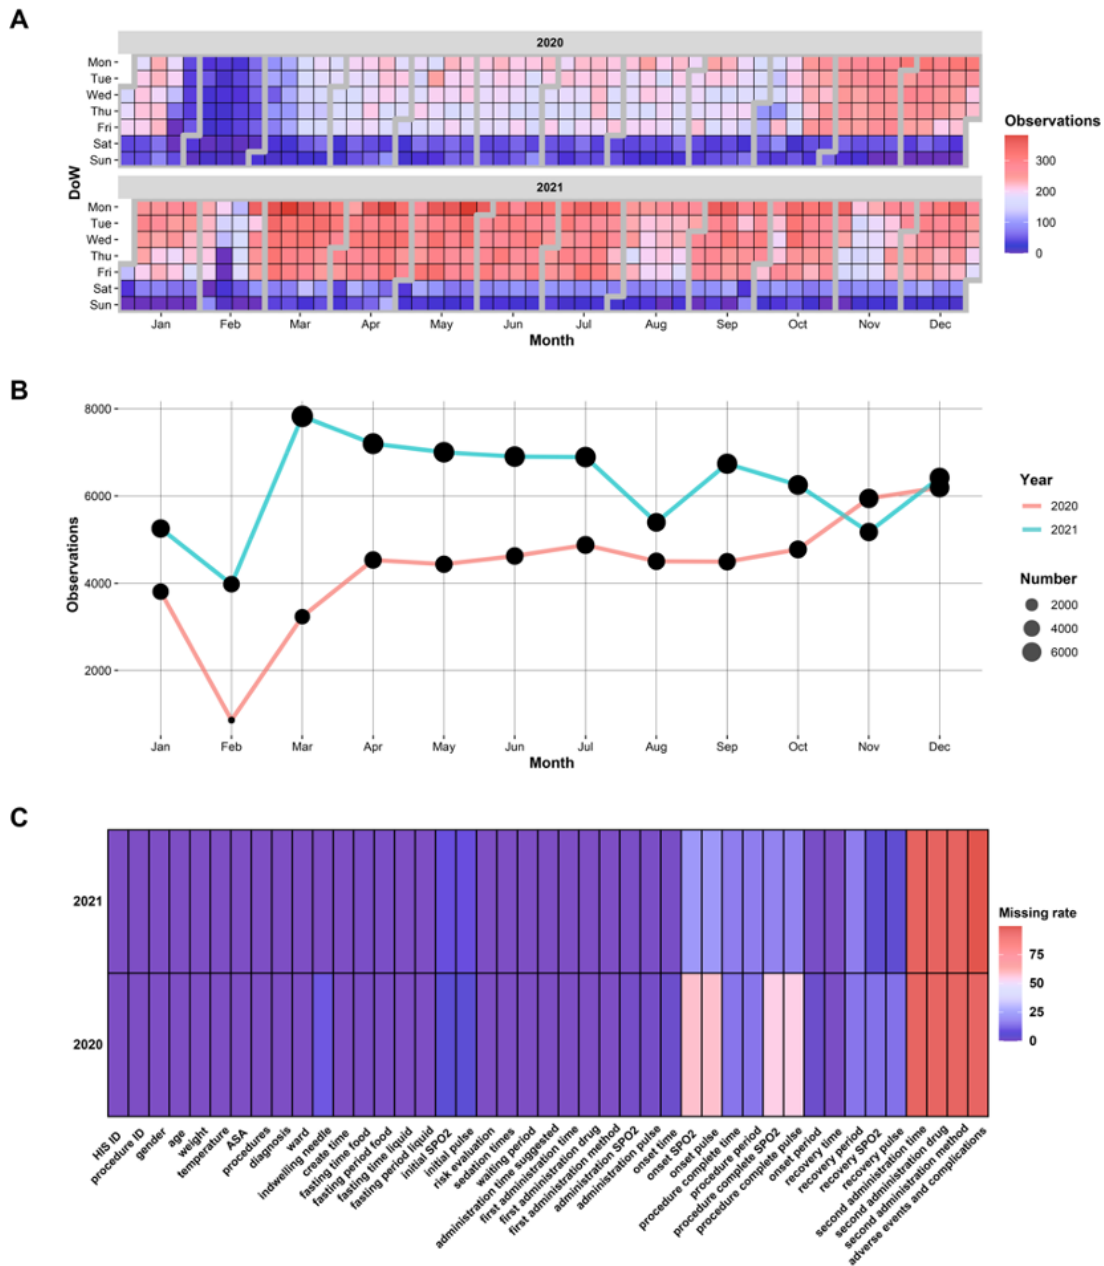 A
2020
Mon
Tue
Wed
Thu
Fri
Sat
Sun
DoW
2021
Mon
Tue
Wed
Thu
Fri
Sat
Sun
Jan Feb Mar Apr May Jun Jul Aug Sep Oct Nov Dec
Month
Observations
300
200
100
0
B
8000
6000
4000
2000
Observations
Jan Feb Mar Apr May Jun Jul Aug Sep Oct Nov Dec
Month
Year
2020
2021
Number
2000
4000
6000
C
2021
2020
HIS ID
procedure ID
gender
age
weight
temperature
ASA
procedures
diagnosis
ward
indwelling needle
create time
fasting time food
fasting period food
fasting time liquid
fasting period liquid
initial SPO2
initial pulse
risk evaluation
sedation times
waiting period
administration time suggested
first administration time
first administration drug
first administration method
administration SPO2
administration pulse
onset time
onset SPO2
onset pulse
procedure complete time
procedure period
procedure complete SPO2
procedure complete pulse
onset period
recovery time
recovery period
recovery SPO2
recovery pulse
second administration time
second administration drug
second administration method
adverse events and complications
Missing rate
75
50
25
0